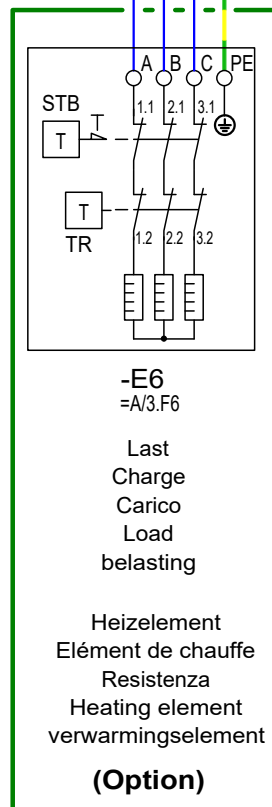 A B C PE
STB
1.1 2.1 3.1
T
T
TR
1.2 2.2 3.2
-E6
=A/3.F6
Last
Charge
Carico
Load
belasting
Heizelement
Elément de chauffe
Resistenza
Heating element
verwarmingselement
(Option)